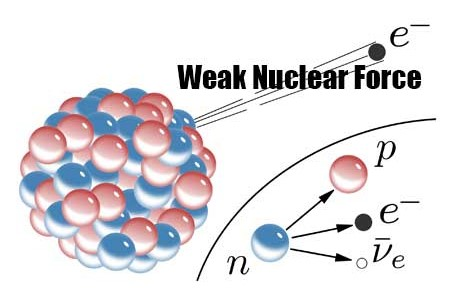 e⁻
Weak Nuclear Force
p
e⁻
n
ν̄ₑ